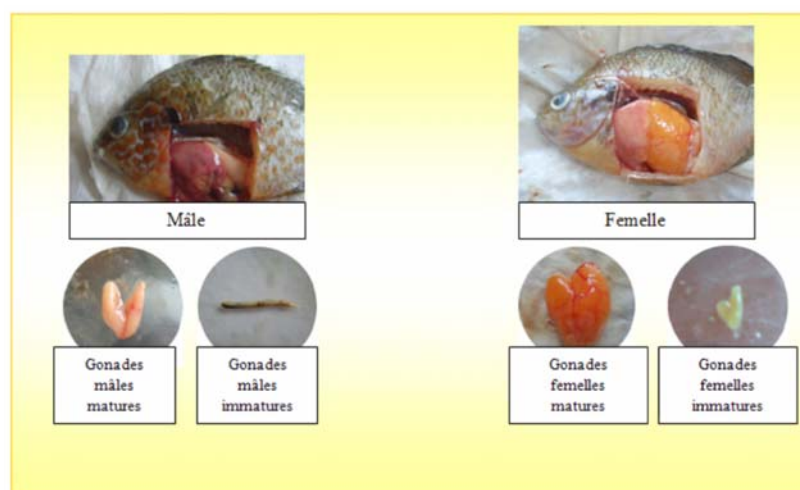 Mâle
Femelle
Gonades
mâles
matures
Gonades
mâles
immatures
Gonades
femelles
matures
Gonades
femelles
immatures